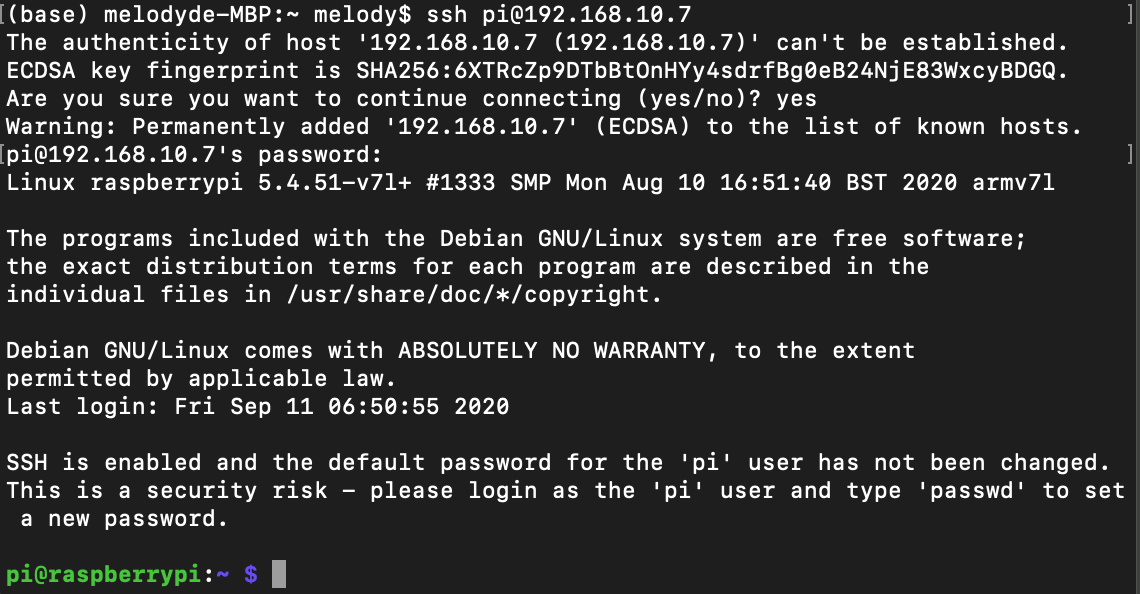 [(base) melodyde-MBP:~ melody$ ssh pi@192.168.10.7 ]
The authenticity of host '192.168.10.7 (192.168.10.7)' can't be established.
ECDSA key fingerprint is SHA256:6XTRcZp9DTbBtOnHYy4sdrfBg0eB24NjE83WxcyBDGQ.
Are you sure you want to continue connecting (yes/no)? yes
Warning: Permanently added '192.168.10.7' (ECDSA) to the list of known hosts.
[pi@192.168.10.7's password: ]
Linux raspberrypi 5.4.51-v7l+ #1333 SMP Mon Aug 10 16:51:40 BST 2020 armv7l
The programs included with the Debian GNU/Linux system are free software;
the exact distribution terms for each program are described in the
individual files in /usr/share/doc/*/copyright.
Debian GNU/Linux comes with ABSOLUTELY NO WARRANTY, to the extent
permitted by applicable law.
Last login: Fri Sep 11 06:50:55 2020
SSH is enabled and the default password for the 'pi' user has not been changed.
This is a security risk – please login as the 'pi' user and type 'passwd' to set
a new password.
pi@raspberrypi:~ $